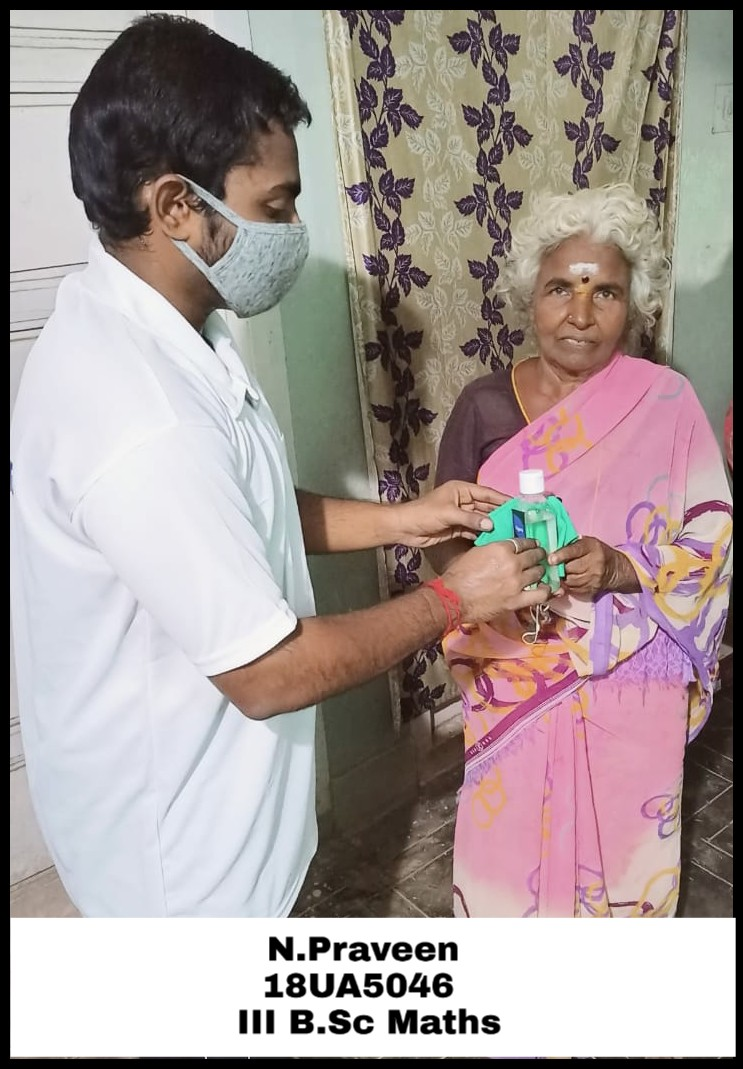 N.Praveen
18UA5046
III B.Sc Maths